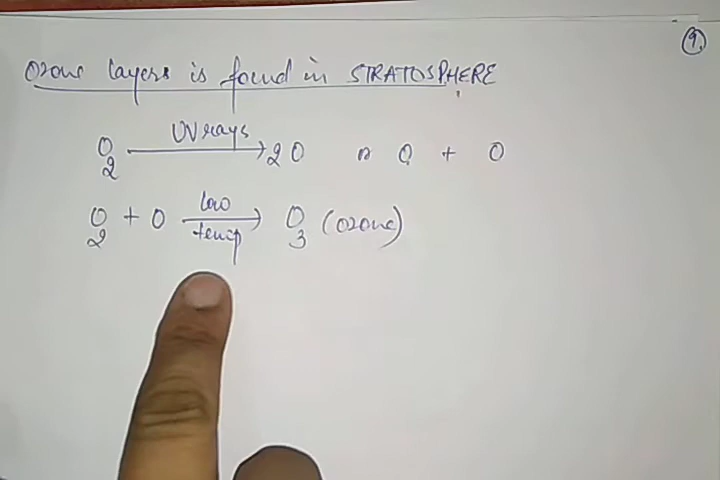 9.
Ozone layers is found in STRATOSPHERE
O2 UV rays → 2O or O + O
O2 + O low temp → O3 (ozone)